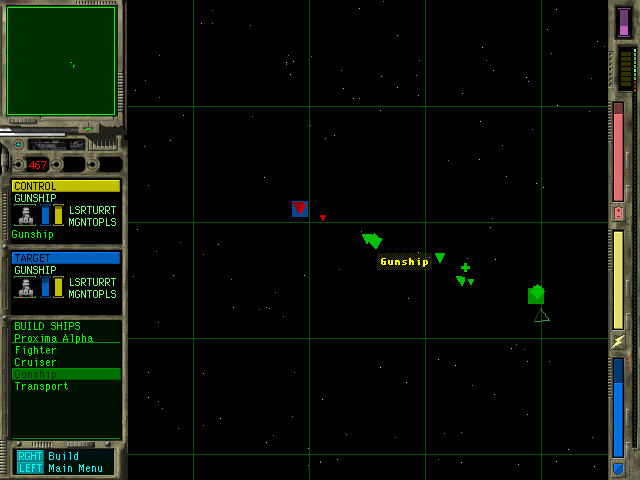 467
CONTROL
GUNSHIP
LSRTURRT
MGNTOPLS
Gunship
TARGET
GUNSHIP
LSRTURRT
MGNTOPLS
BUILD SHIPS
Proxima Alpha
Fighter
Cruiser
Gunship
Transport
RGHT Build
LEFT Main Menu
Gunship